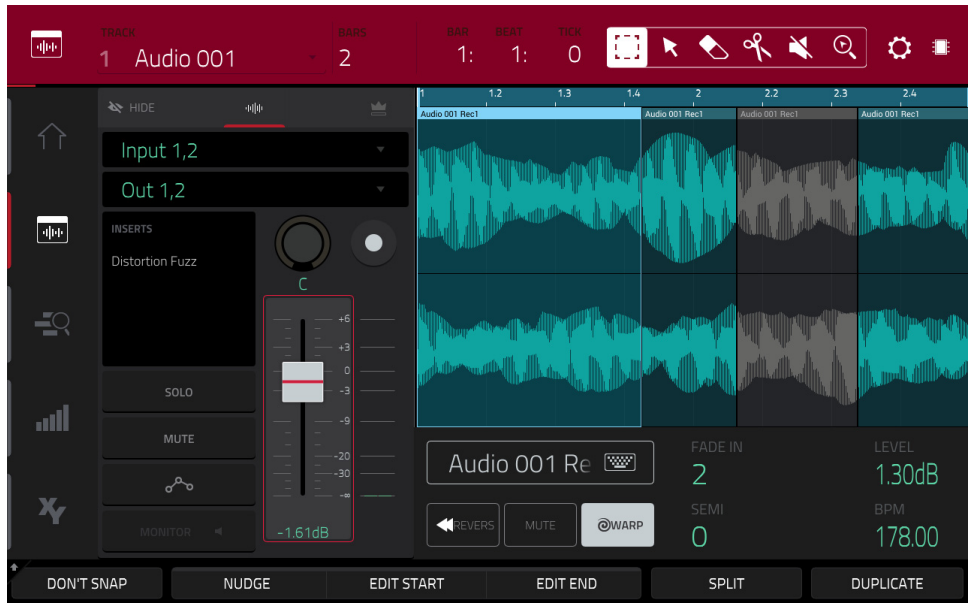 TRACK BARS BAR BEAT TICK
1 Audio 001 2 1: 1: 0
HIDE
1 1.2 1.3 1.4 2 2.2 2.3 2.4
Audio 001 Rec1 Audio 001 Rec1 Audio 001 Rec1 Audio 001 Rec1
Input 1,2
Out 1,2
INSERTS
Distortion Fuzz
C
+6
+3
0
-3
-9
-20
-30
-∞
-1.61dB
SOLO
MUTE
MONITOR
Audio 001 Re
FADE IN
2
LEVEL
1.30dB
REVERS MUTE WARP
SEMI
0
BPM
178.00
XY
DON'T SNAP NUDGE EDIT START EDIT END SPLIT DUPLICATE